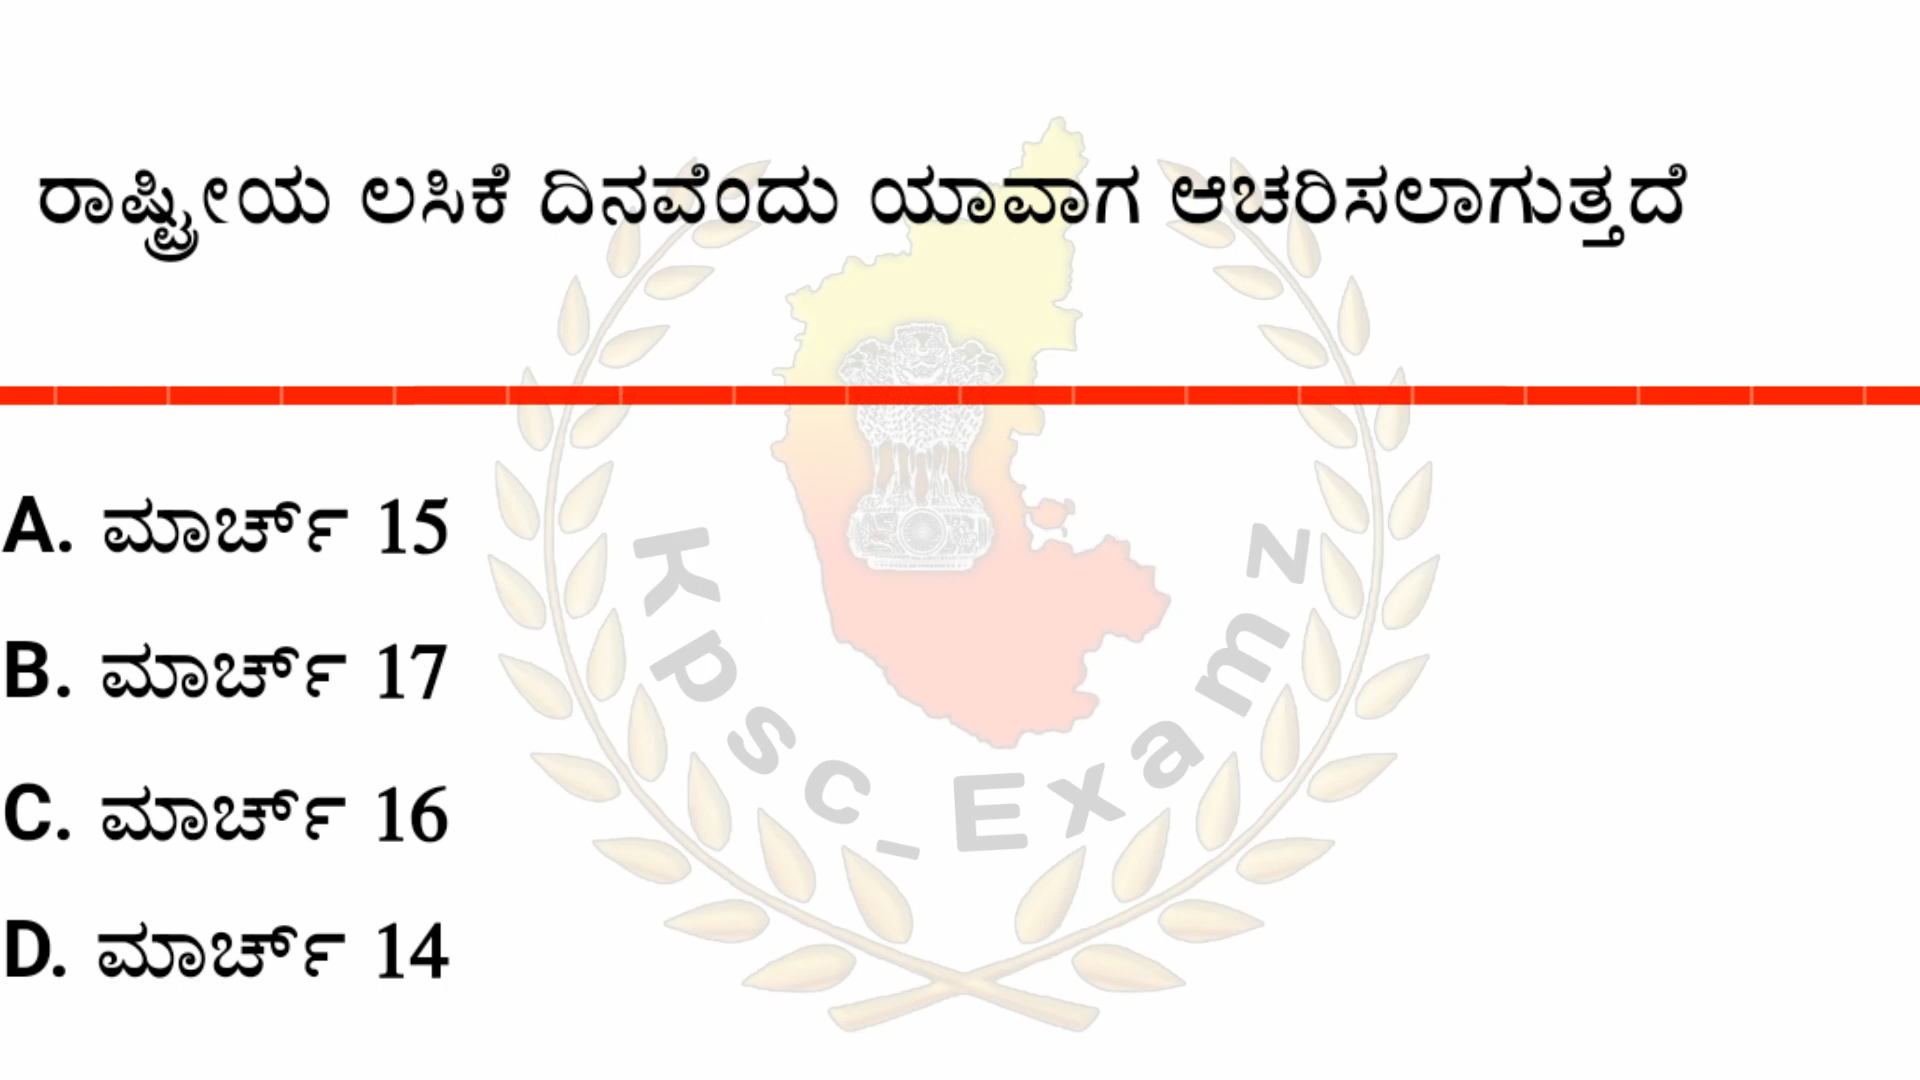 ರಾಷ್ಟ್ರೀಯ ಲಸಿಕೆ ದಿನವೆಂದು ಯಾವಾಗ ಆಚರಿಸಲಾಗುತ್ತದೆ
A. ಮಾರ್ಚ್ 15
B. ಮಾರ್ಚ್ 17
C. ಮಾರ್ಚ್ 16
D. ಮಾರ್ಚ್ 14
Kpsc_Examz